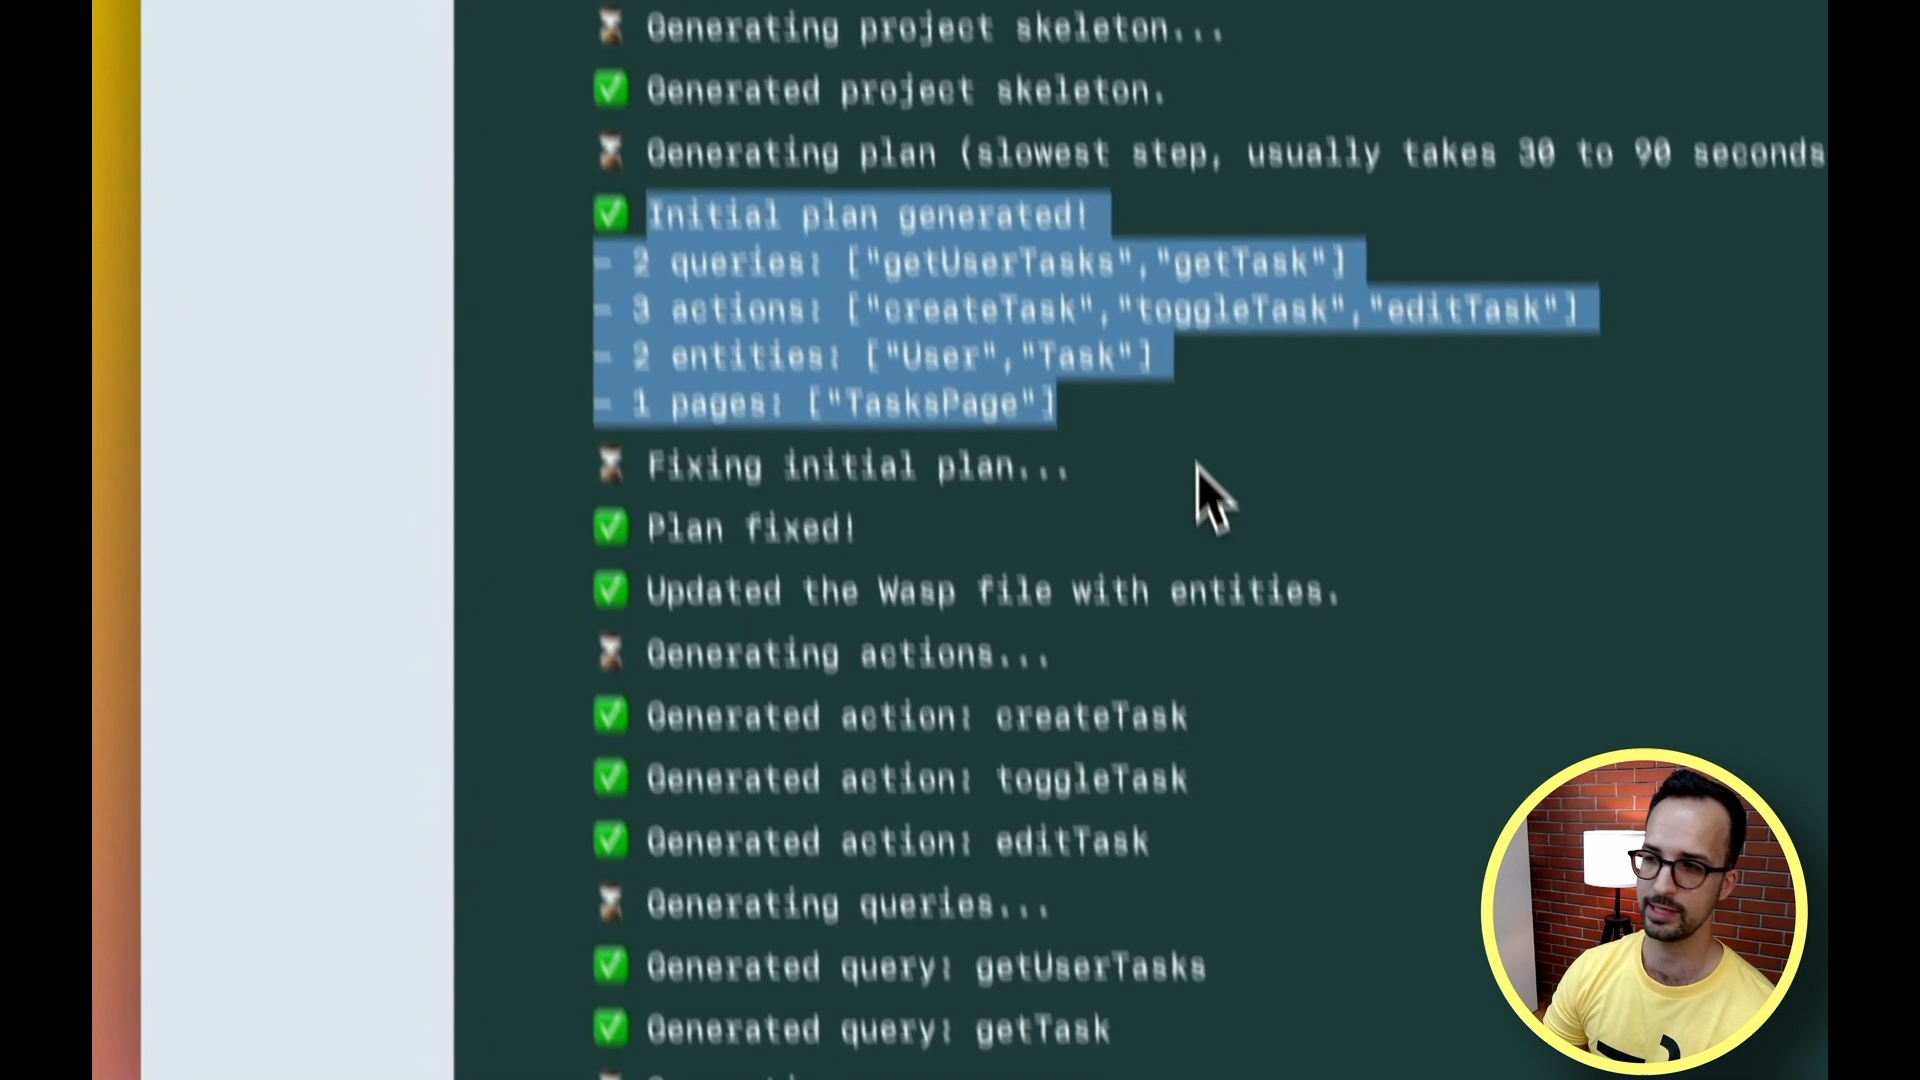 Generating project skeleton...
Generated project skeleton.
Generating plan (slowest step, usually takes 30 to 90 seconds
Initial plan generated!
- 2 queries: ["getUserTasks","getTask"]
- 3 actions: ["createTask","toggleTask","editTask"]
- 2 entities: ["User","Task"]
- 1 pages: ["TasksPage"]
Fixing initial plan...
Plan fixed!
Updated the Wasp file with entities.
Generating actions...
Generated action: createTask
Generated action: toggleTask
Generated action: editTask
Generating queries...
Generated query: getUserTasks
Generated query: getTask